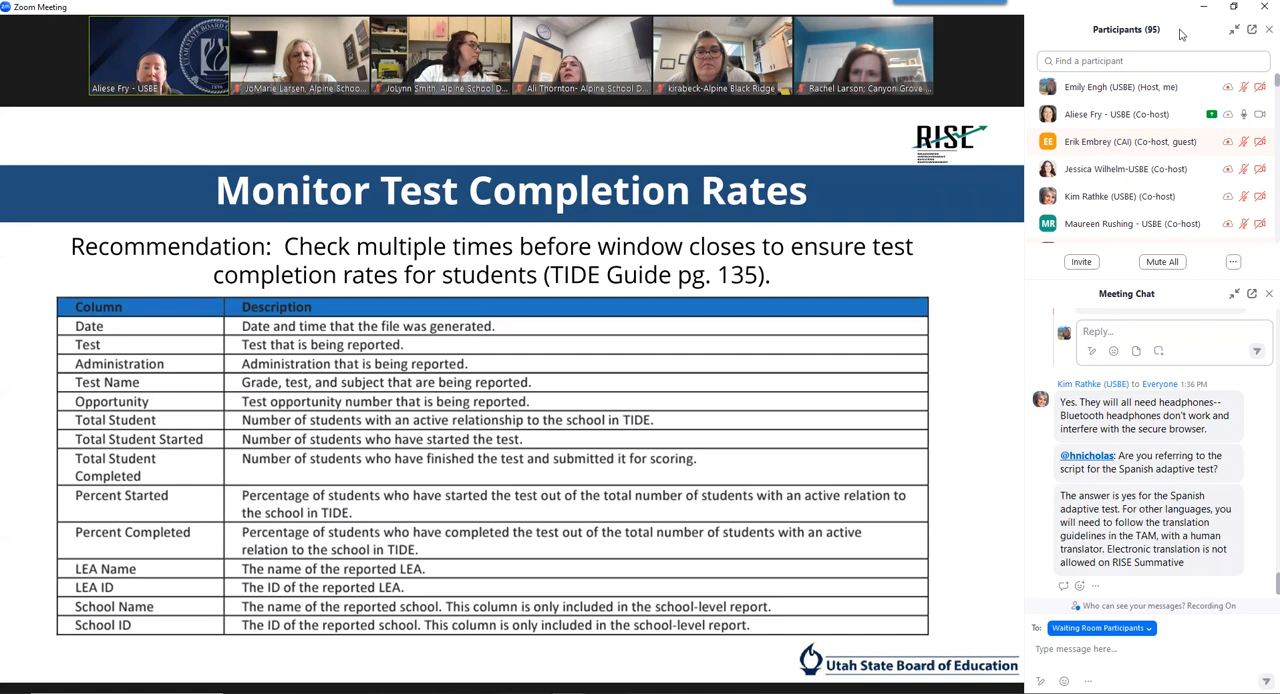 Zoom Meeting
Aliese Fry - USBE
JoMarie Larsen, Alpine Schoo...
JoLynn Smith, Alpine School D...
Ali Thornton- Alpine School D...
kirabeck-Alpine Black Ridge
Rachel Larson; Canyon Grove
RISE
Monitor Test Completion Rates
Recommendation:  Check multiple times before window closes to ensure test
completion rates for students (TIDE Guide pg. 135).
Column Description
Date Date and time that the file was generated.
Test Test that is being reported.
Administration Administration that is being reported.
Test Name Grade, test, and subject that are being reported.
Opportunity Test opportunity number that is being reported.
Total Student Number of students with an active relationship to the school in TIDE.
Total Student Started Number of students who have started the test.
Total Student Number of students who have finished the test and submitted it for scoring.
Completed
Percent Started Percentage of students who have started the test out of the total number of students with an active relation to
the school in TIDE.
Percent Completed Percentage of students who have completed the test out of the total number of students with an active
relation to the school in TIDE.
LEA Name The name of the reported LEA.
LEA ID The ID of the reported LEA.
School Name The name of the reported school. This column is only included in the school-level report.
School ID The ID of the reported school. This column is only included in the school-level report.
Utah State Board of Education
Participants (95)
Find a participant
Emily Engh (USBE) (Host, me)
Aliese Fry - USBE (Co-host)
EE Erik Embrey (CAI) (Co-host, guest)
Jessica Wilhelm-USBE (Co-host)
Kim Rathke (USBE) (Co-host)
MR Maureen Rushing - USBE (Co-host)
Invite Mute All ...
Meeting Chat
Reply...
Kim Rathke (USBE) to Everyone 1:36 PM
Yes. They will all need headphones--
Bluetooth headphones don't work and
interfere with the secure browser.
@hnicholas: Are you referring to the
script for the Spanish adaptive test?
The answer is yes for the Spanish
adaptive test. For other languages, you
will need to follow the translation
guidelines in the TAM, with a human
translator. Electronic translation is not
allowed on RISE Summative
Who can see your messages? Recording On
To: Waiting Room Participants
Type message here...